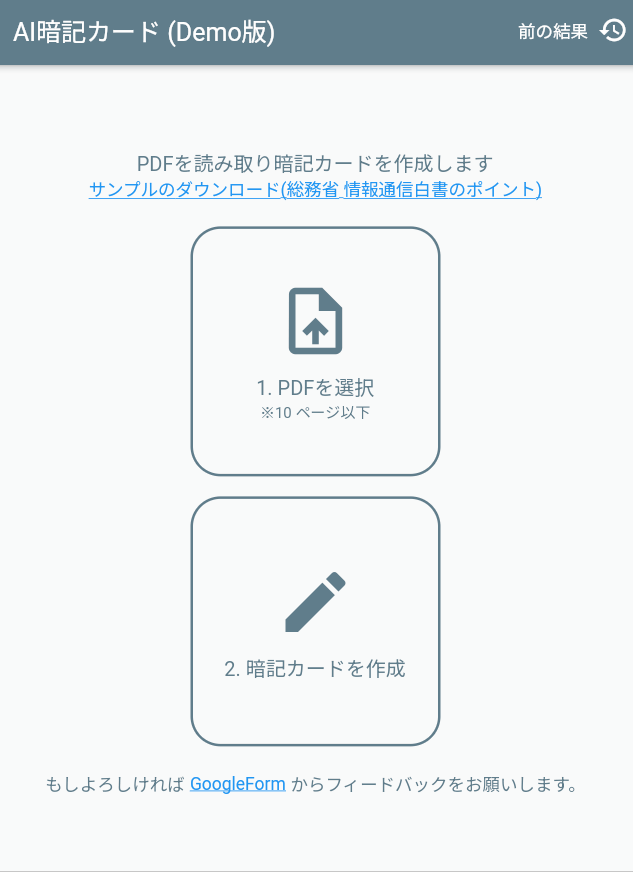 AI暗記カード (Demo版)
前の結果
PDFを読み取り暗記カードを作成します
サンプルのダウンロード(総務省 情報通信白書のポイント)
1. PDFを選択
※10 ページ以下
2. 暗記カードを作成
もしよろしければ GoogleForm からフィードバックをお願いします。